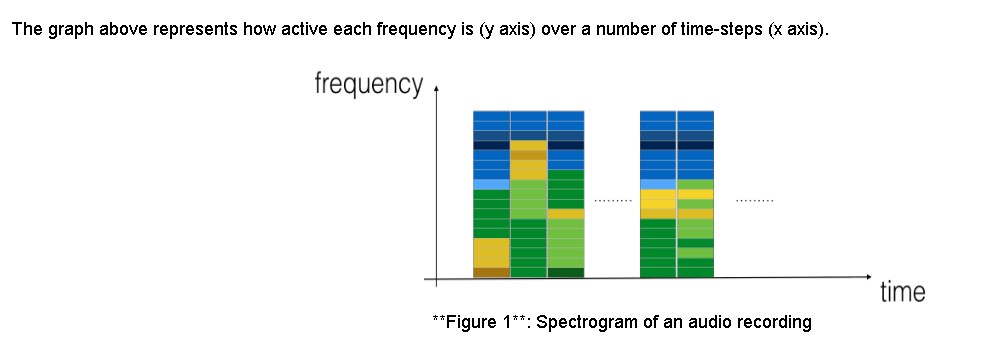 The graph above represents how active each frequency is (y axis) over a number of time-steps (x axis).
frequency
time
**Figure 1**: Spectrogram of an audio recording